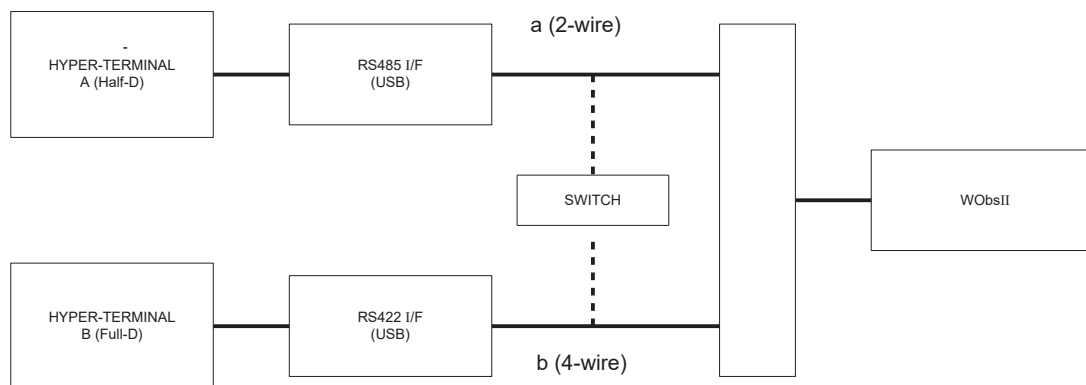 a (2-wire)
-
HYPER-TERMINAL
A (Half-D)
RS485 I/F
(USB)
SWITCH
WObsII
HYPER-TERMINAL
B (Full-D)
RS422 I/F
(USB)
b (4-wire)